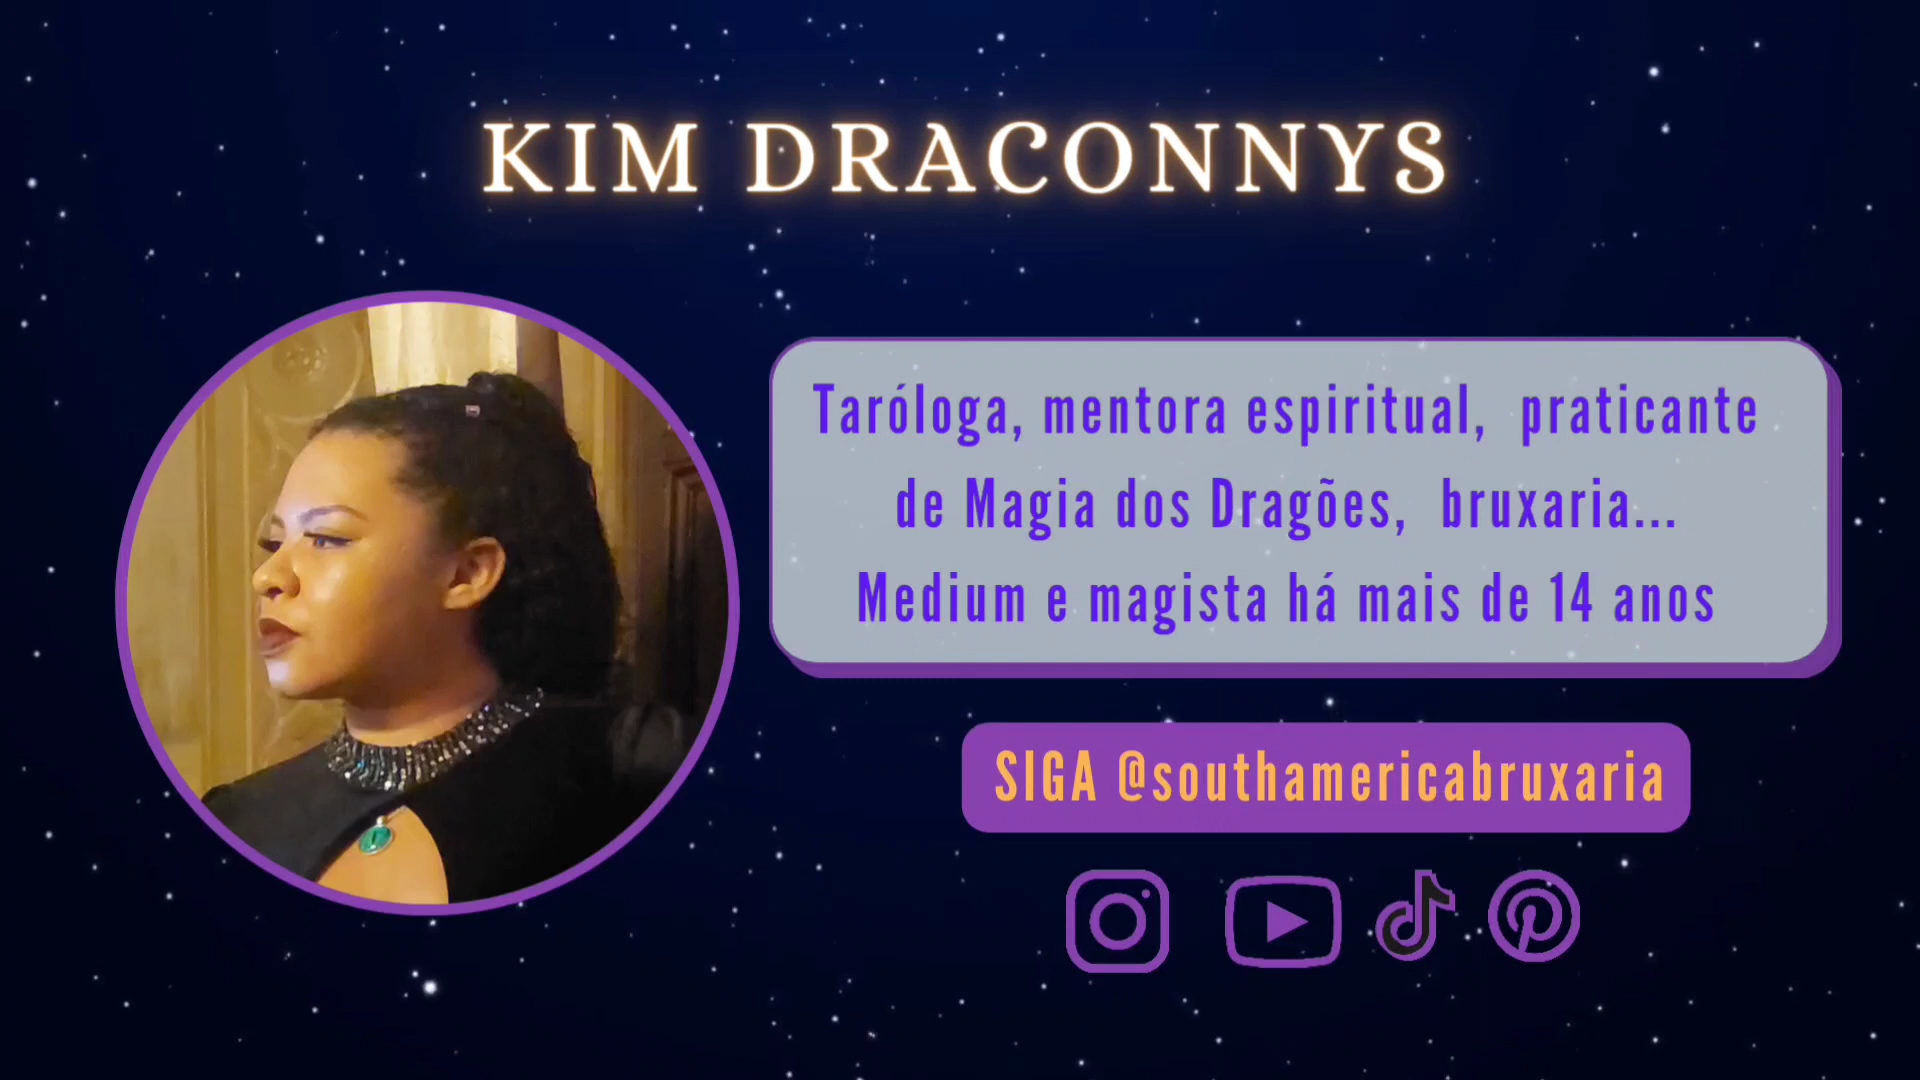 KIM DRACONNYS
Taróloga, mentora espiritual, praticante
de Magia dos Dragões, bruxaria...
Medium e magista há mais de 14 anos
SIGA @southamericabruxaria